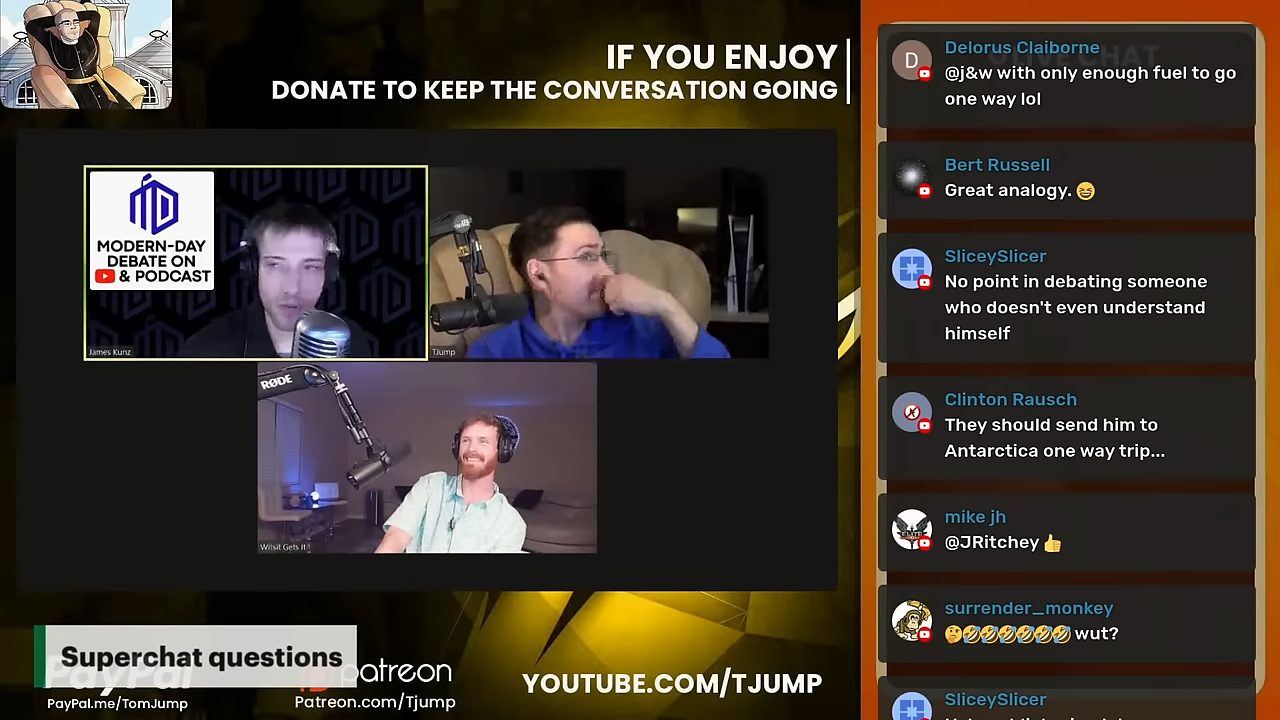 IF YOU ENJOY
DONATE TO KEEP THE CONVERSATION GOING
MODERN-DAY
DEBATE ON
& PODCAST
James Kunz
TJump
RØDE
Witsit Gets It
Superchat questions
PayPal
patreon
PayPal.me/TomJump
Patreon.com/Tjump
YOUTUBE.COM/TJUMP
Delorus Claiborne
@j&w with only enough fuel to go
one way lol
Bert Russell
Great analogy. 😆
SliceySlicer
No point in debating someone
who doesn't even understand
himself
Clinton Rausch
They should send him to
Antarctica one way trip...
mike jh
@JRitchey 👍
surrender_monkey
🤔🤣🤣🤣🤣🤣🤣 wut?
SliceySlicer